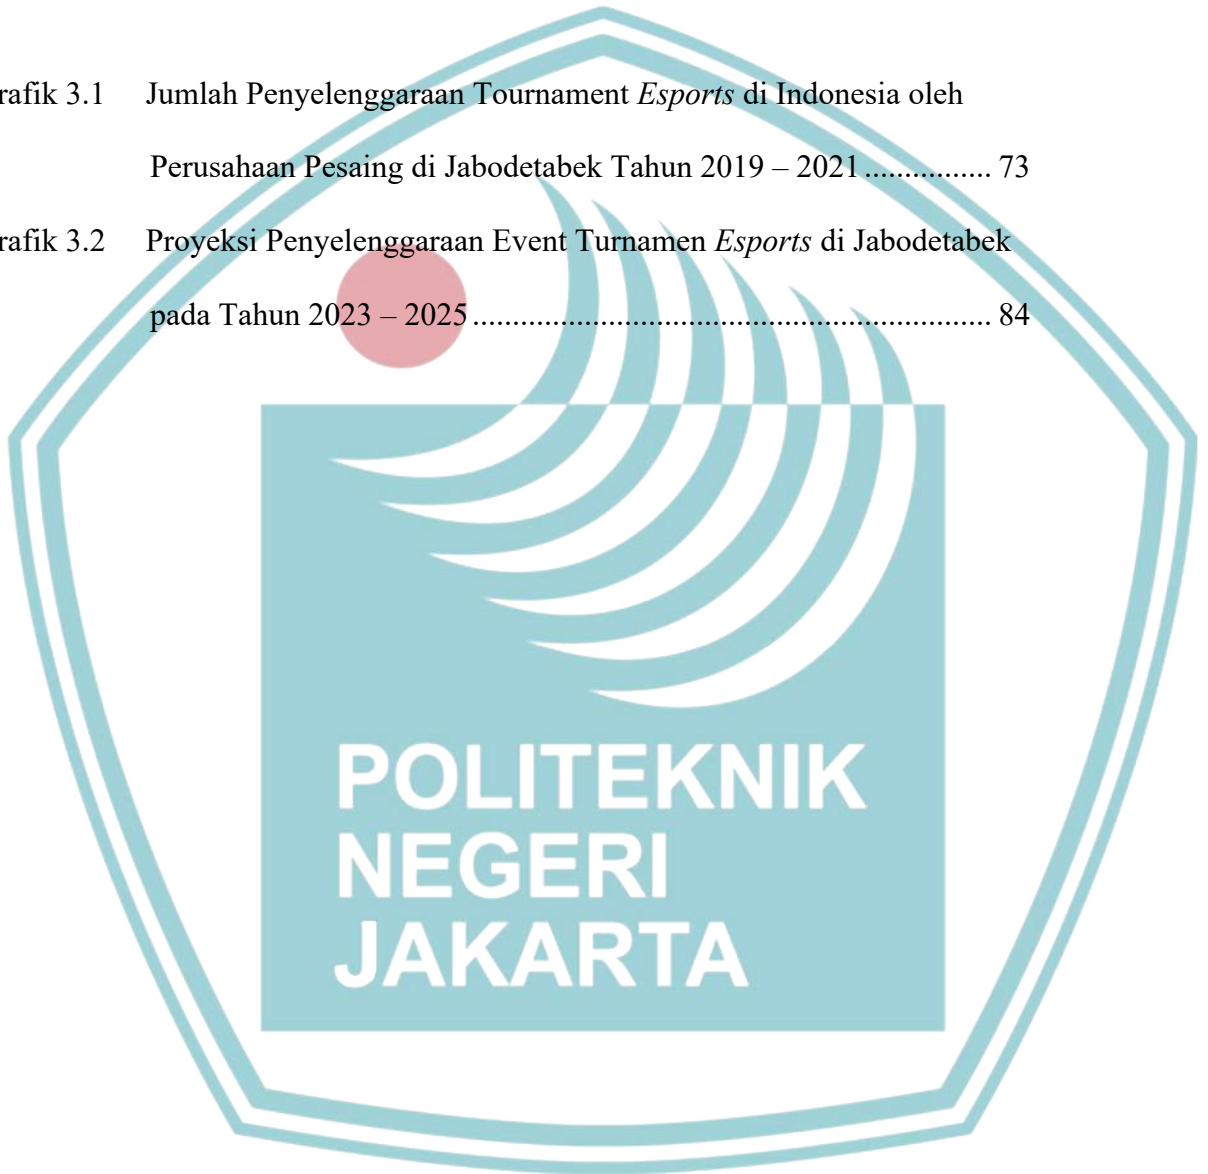 rafik 3.1 Jumlah Penyelenggaraan Tournament Esports di Indonesia oleh
Perusahaan Pesaing di Jabodetabek Tahun 2019 – 2021 ................ 73
rafik 3.2 Proyeksi Penyelenggaraan Event Turnamen Esports di Jabodetabek
pada Tahun 2023 – 2025 ................................................................. 84
POLITEKNIK
NEGERI
JAKARTA